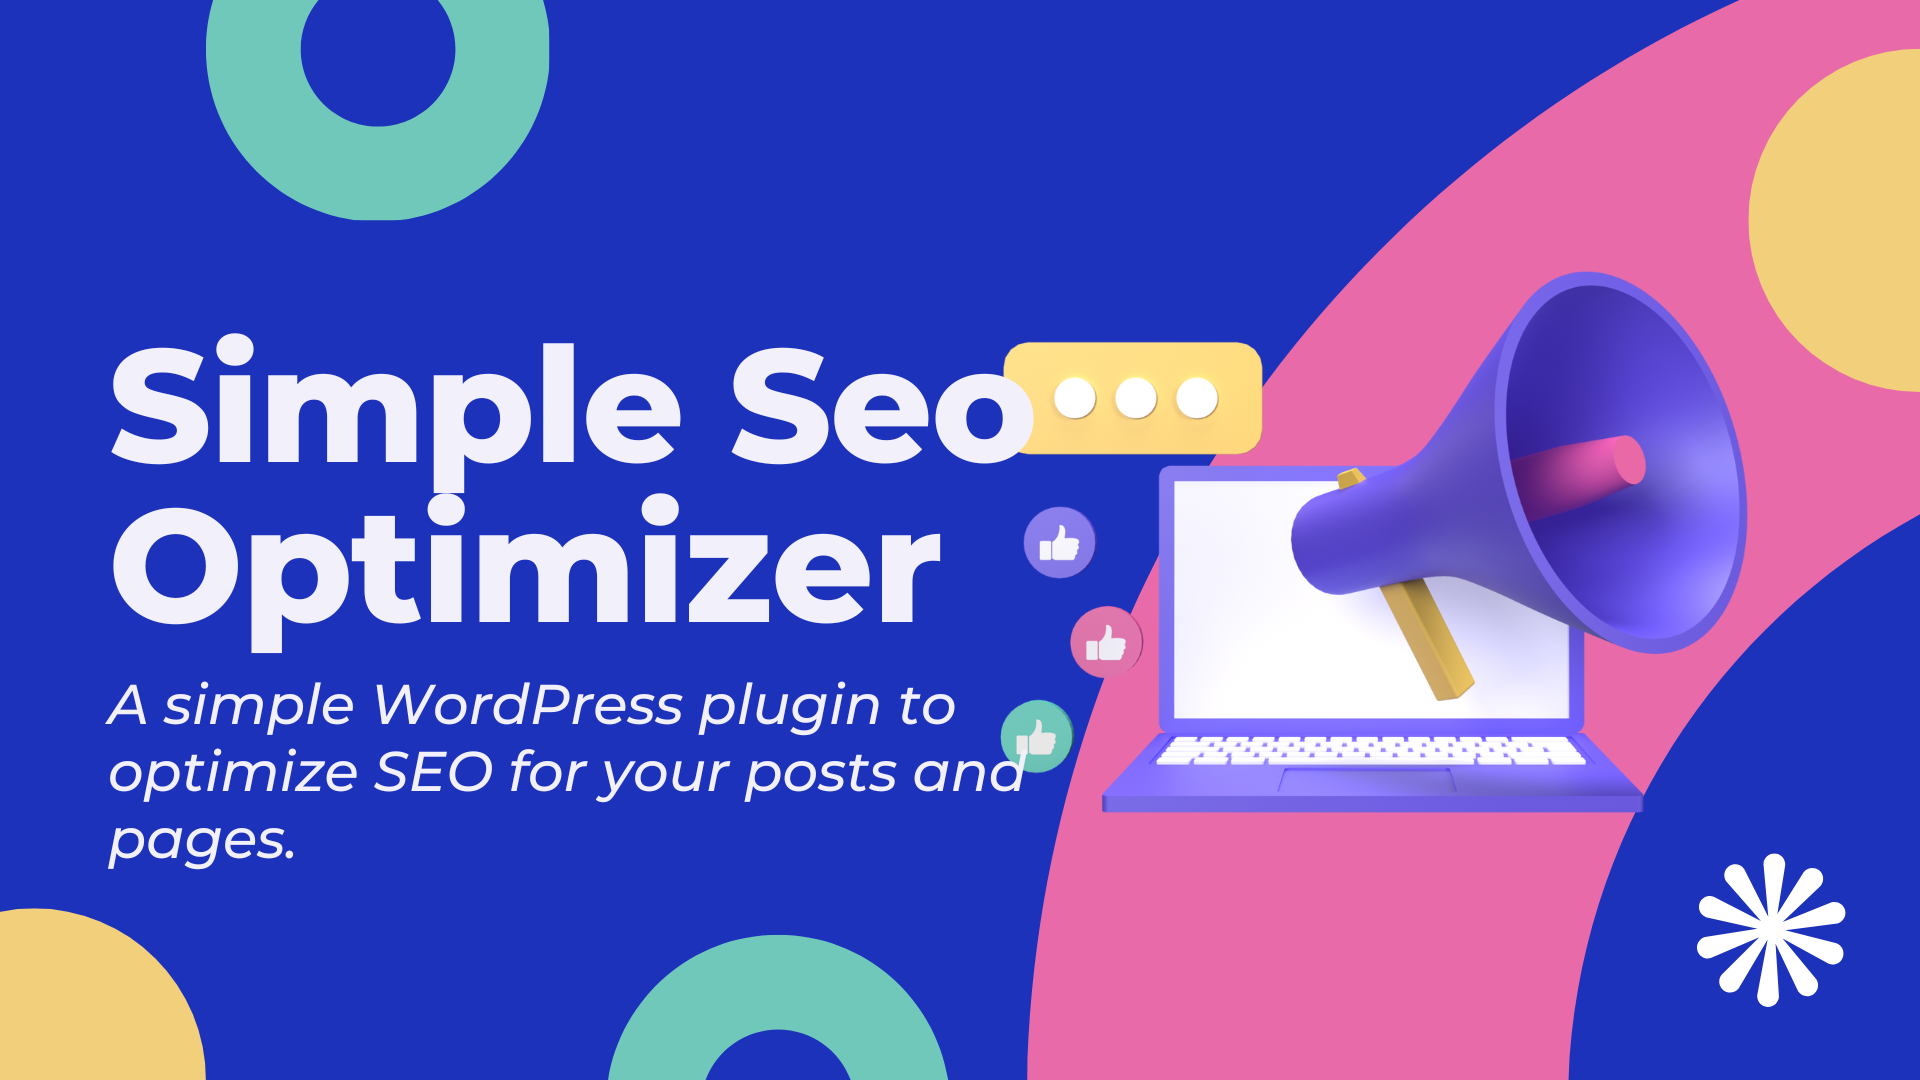 Simple Seo
Optimizer
A simple WordPress plugin to
optimize SEO for your posts and
pages.